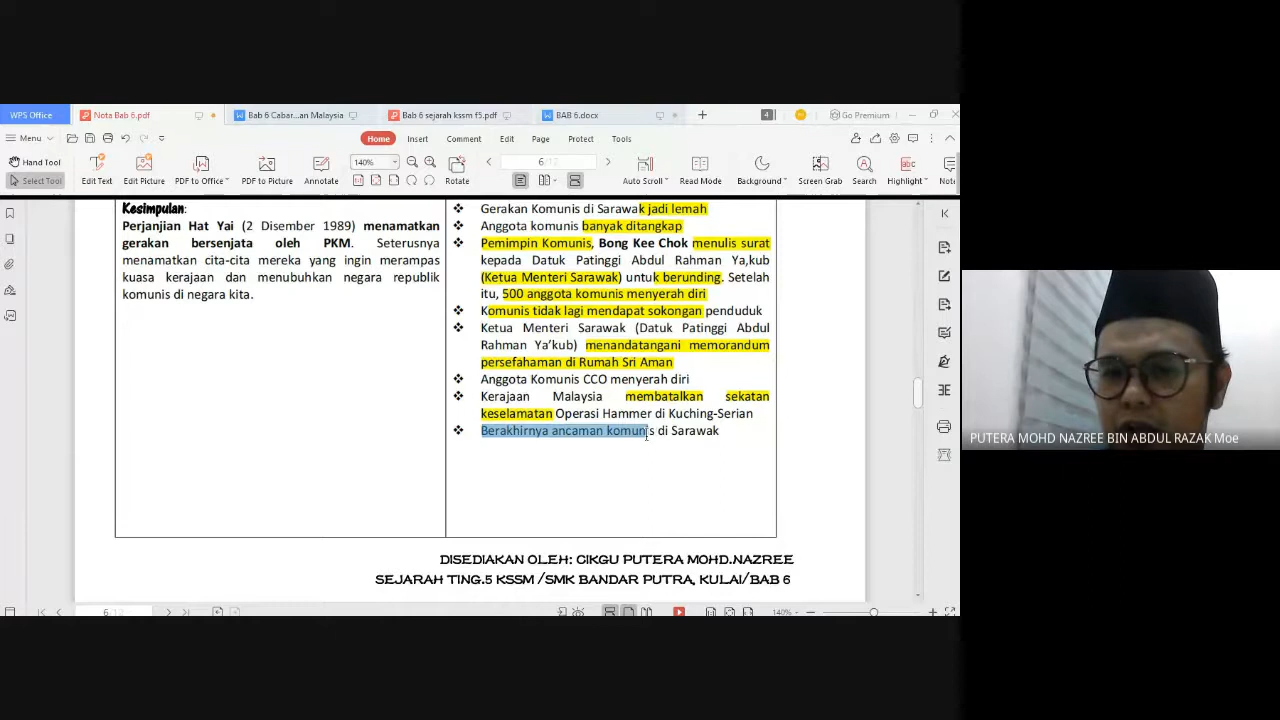 WPS Office
Nota Bab 6.pdf
Bab 6 Cabar...an Malaysia
Bab 6 sejarah kssm f5.pdf
BAB 6.docx
4
Go Premium
Menu
Home
Insert
Comment
Edit
Page
Protect
Tools
Hand Tool
Select Tool
Edit Text
Edit Picture
PDF to Office
PDF to Picture
Annotate
140%
Rotate
6/12
Auto Scroll
Read Mode
Background
Screen Grab
Search
Highlight
Kesimpulan:
Perjanjian Hat Yai (2 Disember 1989) menamatkan
gerakan bersenjata oleh PKM. Seterusnya
menamatkan cita-cita mereka yang ingin merampas
kuasa kerajaan dan menubuhkan negara republik
komunis di negara kita.
❖ Gerakan Komunis di Sarawak jadi lemah
❖ Anggota komunis banyak ditangkap
❖ Pemimpin Komunis, Bong Kee Chok menulis surat
kepada Datuk Patinggi Abdul Rahman Ya,kub
(Ketua Menteri Sarawak) untuk berunding. Setelah
itu, 500 anggota komunis menyerah diri
❖ Komunis tidak lagi mendapat sokongan penduduk
❖ Ketua Menteri Sarawak (Datuk Patinggi Abdul
Rahman Ya’kub) menandatangani memorandum
persefahaman di Rumah Sri Aman
❖ Anggota Komunis CCO menyerah diri
❖ Kerajaan Malaysia membatalkan sekatan
keselamatan Operasi Hammer di Kuching-Serian
❖ Berakhirnya ancaman komunis di Sarawak
DISEDIAKAN OLEH: CIKGU PUTERA MOHD.NAZREE
SEJARAH TING.5 KSSM /SMK BANDAR PUTRA, KULAI/BAB 6
6/12
140%
PUTERA MOHD NAZREE BIN ABDUL RAZAK Moe